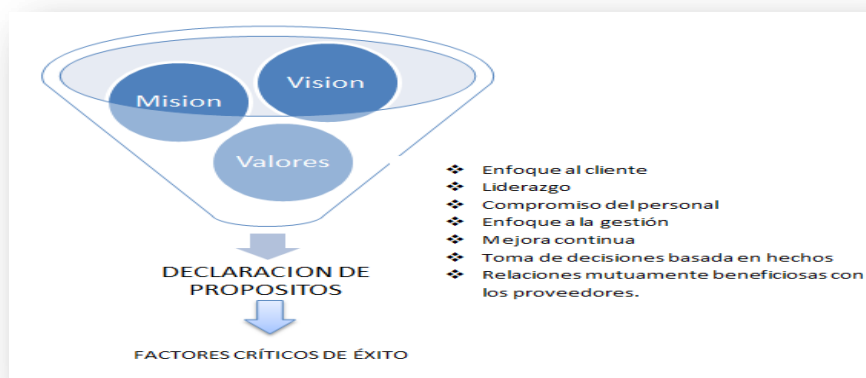 Mision
Vision
Valores
DECLARACION DE
PROPOSITOS
FACTORES CRÍTICOS DE ÉXITO
❖ Enfoque al cliente
❖ Liderazgo
❖ Compromiso del personal
❖ Enfoque a la gestión
❖ Mejora continua
❖ Toma de decisiones basada en hechos
❖ Relaciones mutuamente beneficiosas con
los proveedores.